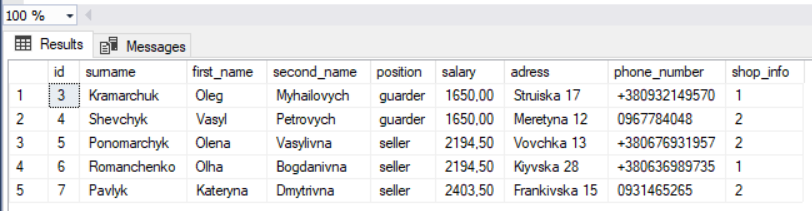 100 %
Results Messages
id surname first_name second_name position salary adress phone_number shop_info
1 3 Kramarchuk Oleg Myhailovych guarder 1650,00 Struiska 17 +380932149570 1
2 4 Shevchyk Vasyl Petrovych guarder 1650,00 Meretyna 12 0967784048 2
3 5 Ponomarchyk Olena Vasylivna seller 2194,50 Vovchka 13 +380676931957 2
4 6 Romanchenko Olha Bogdanivna seller 2194,50 Kiyvska 28 +380636989735 1
5 7 Pavlyk Kateryna Dmytrivna seller 2403,50 Frankivska 15 0931465265 2